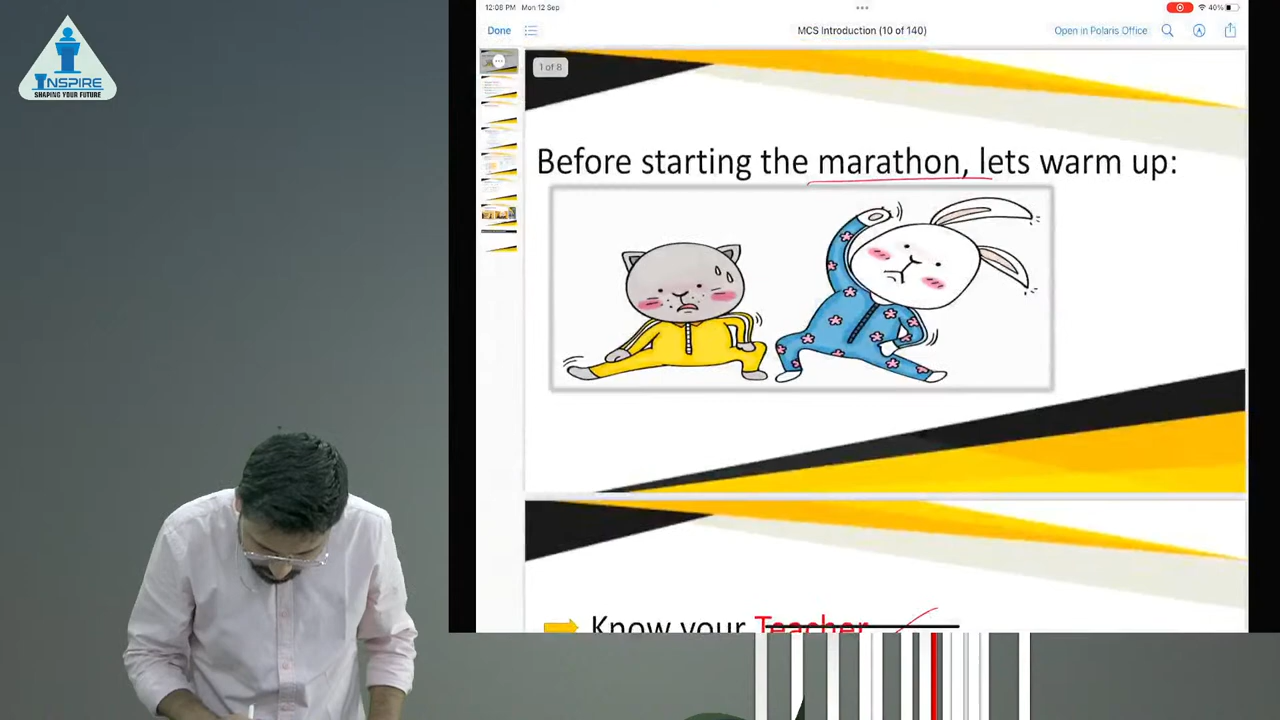 12:08 PM Mon 12 Sep
40%
Done
MCS Introduction (10 of 140)
Open in Polaris Office
INSPIRE
SHAPING YOUR FUTURE
1 of 8
Before starting the marathon, lets warm up:
Know your Teacher